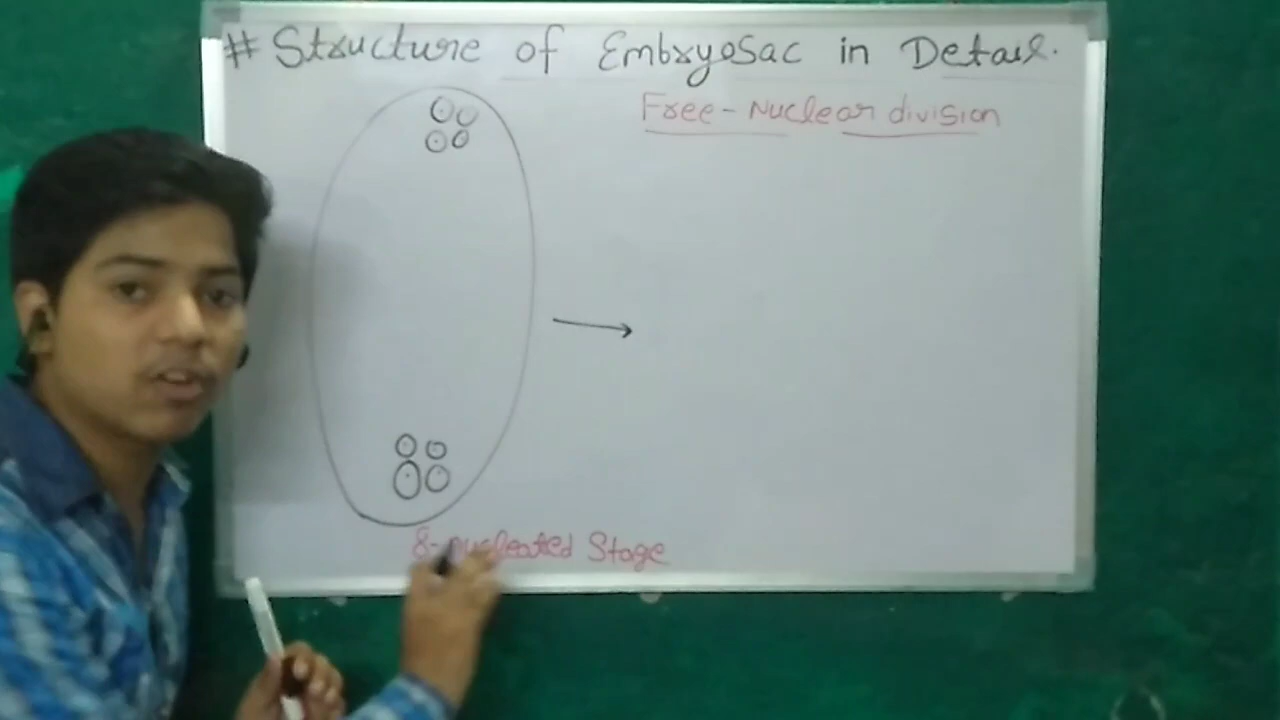 # Structure of Embryosac in Detail.
Free-Nuclear division
8-nucleated Stage